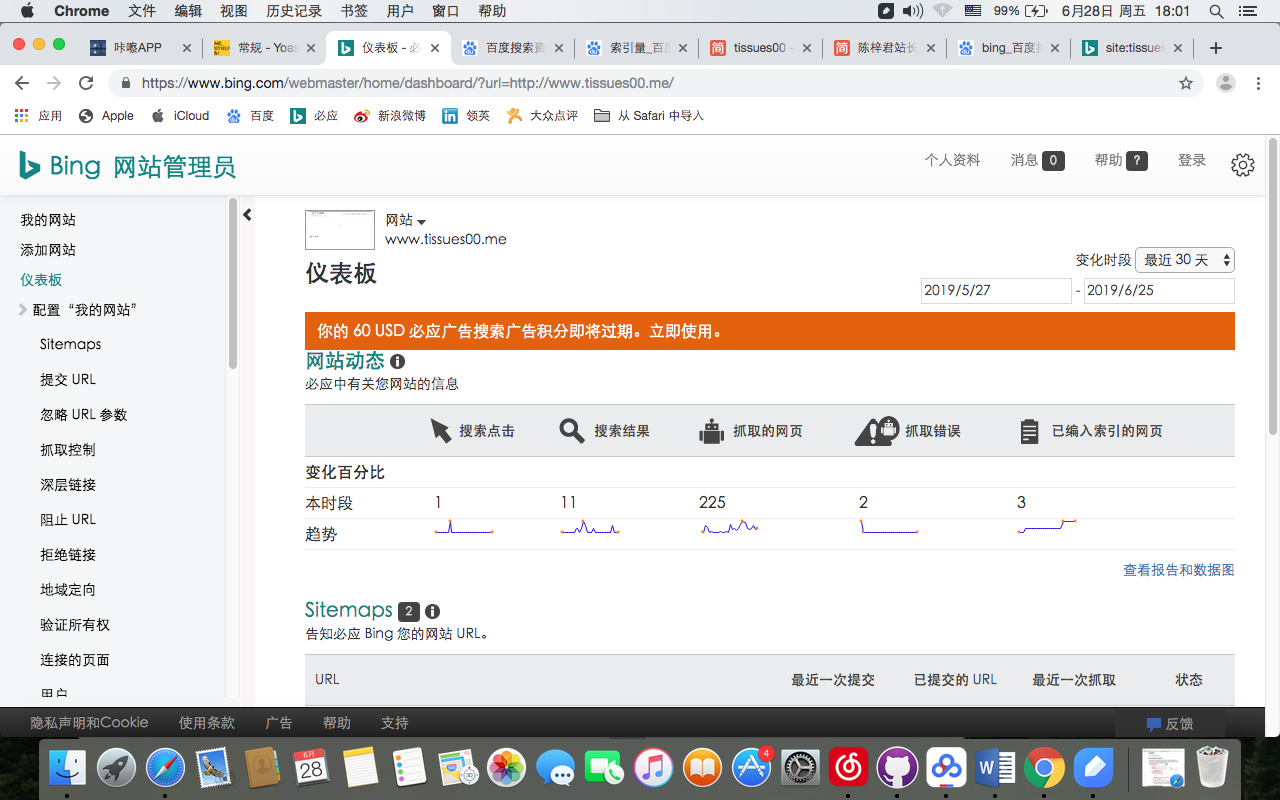 Chrome 文件 编辑 视图 历史记录 书签 用户 窗口 帮助 99% 6月28日 周五 18:01
咔嚓APP 常规 - Yoas 仪表板 - 必 百度搜索资 索引量_百度 tissues00 - 陈梓君站长 bing_百度搜 site:tissue
https://www.bing.com/webmaster/home/dashboard/?url=http://www.tissues00.me/
应用 Apple iCloud 百度 必应 新浪微博 领英 大众点评 从 Safari 中导入
Bing 网站管理员 个人资料 消息 0 帮助 ? 登录
我的网站
添加网站
仪表板
配置“我的网站”
Sitemaps
提交 URL
忽略 URL 参数
抓取控制
深层链接
阻止 URL
拒绝链接
地域定向
验证所有权
连接的页面
用户
网站
www.tissues00.me
仪表板
变化时段 最近 30 天
2019/5/27 - 2019/6/25
你的 60 USD 必应广告搜索广告积分即将过期。立即使用。
网站动态
必应中有关您网站的信息
搜索点击 搜索结果 抓取的网页 抓取错误 已编入索引的网页
变化百分比
本时段 1 11 225 2 3
趋势
查看报告和数据图
Sitemaps 2
告知必应 Bing 您的网站 URL。
URL 最近一次提交 已提交的 URL 最近一次抓取 状态
隐私声明和Cookie 使用条款 广告 帮助 支持 反馈
6月
28
4